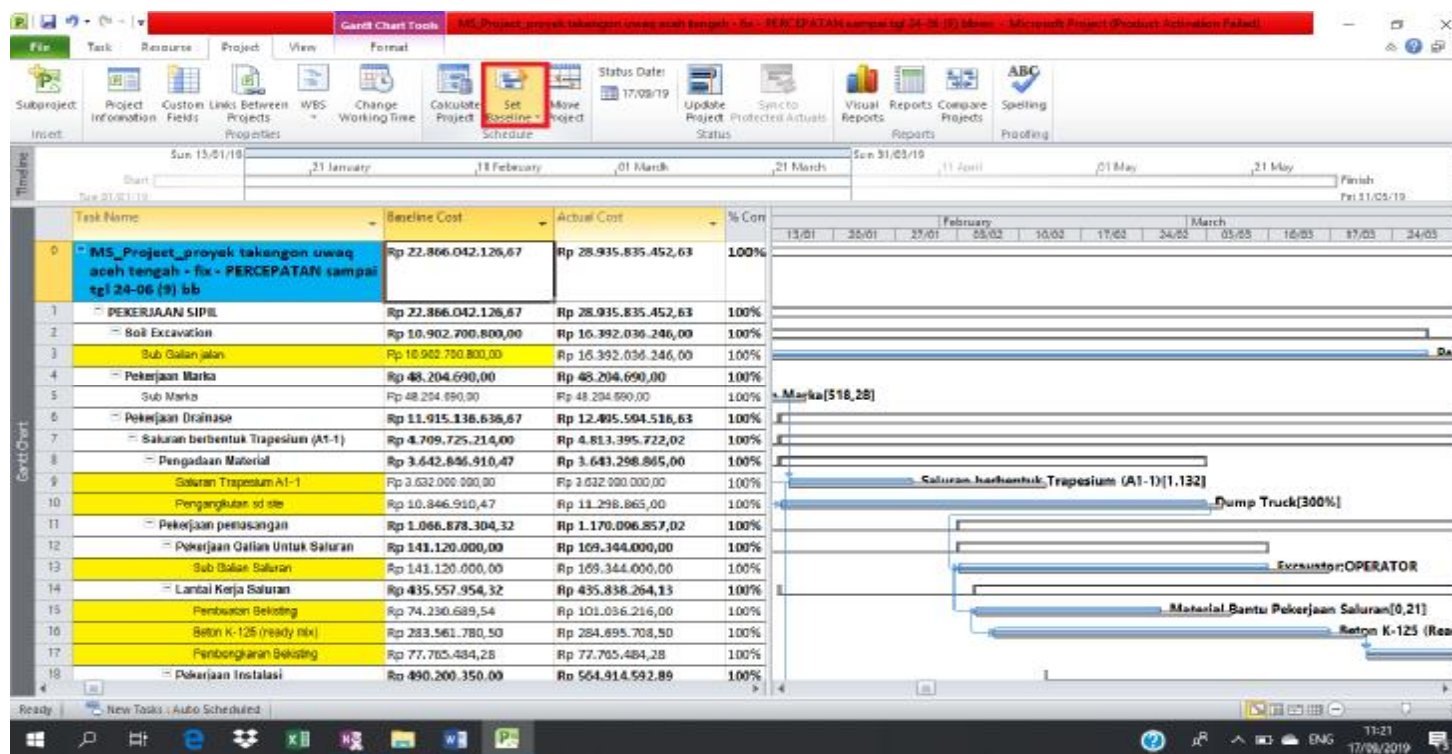 Gantt Chart Tools
MS_Project_proyek takengon uwaq aceh tengah - fix - PERCEPATAN sampai tgl 24-06 (9) bb - Microsoft Project (Product Activation Failed)
File Task Resource Project View Format
Subproject
Project Information
Custom Fields
Links Between Projects
WBS
Change Working Time
Calculate Project
Set Baseline
Move Project
Status Date:
17/09/19
Update Project
Sync to Protected Actuals
Visual Reports
Reports
Compare Projects
ABC
Spelling
Insert Properties Schedule Status Reports Proofing
Timeline
Sun 13/01/19 Sun 31/03/19
21 January 18 February 01 March 21 March 11 April 01 May 21 May
Start
Finish
Fri 31/05/19
Task Name Baseline Cost Actual Cost % Com
February March
13/01 20/01 27/01 03/02 10/02 17/02 24/02 03/03 10/03 17/03 24/03
0 MS_Project_proyek takengon uwaq Rp 22.866.042.126,67 Rp 28.935.835.452,63 100%
aceh tengah - fix - PERCEPATAN sampai
tgl 24-06 (9) bb
1 PEKERJAAN SIPIL Rp 22.866.042.126,67 Rp 28.935.835.452,63 100%
2 Soil Excavation Rp 10.902.700.800,00 Rp 16.392.036.246,00 100%
3 Sub Galian jalan Rp 10.902.700.800,00 Rp 16.392.036.246,00 100%
4 Pekerjaan Marka Rp 48.204.690,00 Rp 48.204.690,00 100%
5 Sub Marka Rp 48.204.690,00 Rp 48.204.690,00 100% Marka[518,28]
6 Pekerjaan Drainase Rp 11.915.136.636,67 Rp 12.495.594.516,63 100%
7 Saluran berbentuk Trapesium (A1-1) Rp 4.709.725.214,00 Rp 4.813.395.722,02 100%
8 Pengadaan Material Rp 3.642.846.910,47 Rp 3.643.298.865,00 100%
9 Saluran Trapesium A1-1 Rp 3.632.000.000,00 Rp 3.632.000.000,00 100% Saluran berbentuk Trapesium (A1-1)[1.132]
10 Pengangkutan sd site Rp 10.846.910,47 Rp 11.298.865,00 100% Dump Truck[300%]
11 Pekerjaan pemasangan Rp 1.066.878.304,32 Rp 1.170.096.857,02 100%
12 Pekerjaan Galian Untuk Saluran Rp 141.120.000,00 Rp 169.344.000,00 100%
13 Sub Galian Saluran Rp 141.120.000,00 Rp 169.344.000,00 100% Excavator;OPERATOR
14 Lantai Kerja Saluran Rp 435.557.954,32 Rp 435.838.264,13 100%
15 Pembuatan Bekisting Rp 74.230.689,54 Rp 101.036.216,00 100% Material Bantu Pekerjaan Saluran[0,21]
16 Beton K-125 (ready mix) Rp 283.561.780,50 Rp 284.695.708,50 100% Beton K-125 (Rea
17 Pembongkaran Bekisting Rp 77.765.484,28 Rp 77.765.484,28 100%
18 Pekerjaan Instalasi Rp 490.200.350,00 Rp 564.914.592,89 100%
Gantt Chart
Ready New Tasks : Auto Scheduled
ENG
11:21
17/09/2019